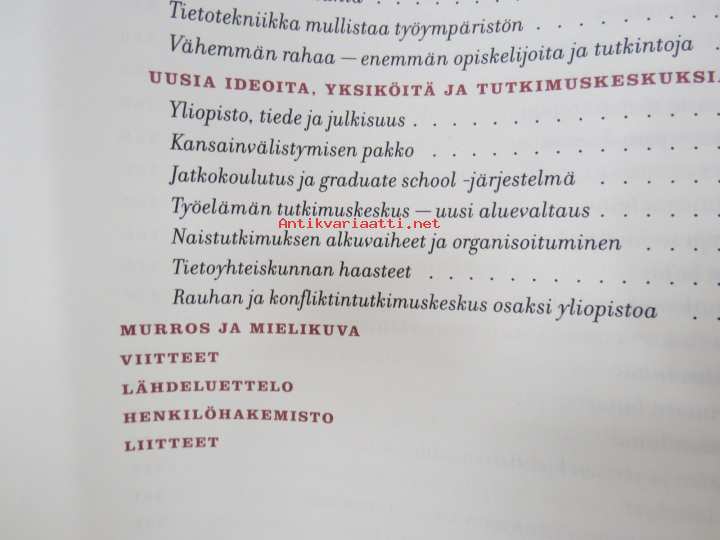 Tietotekniikka mullistaa työympäristön . . . . . . . . .
Vähemmän rahaa – enemmän opiskelijoita ja tutkintoja .
UUSIA IDEOITA, YKSIKÖITÄ JA TUTKIMUSKESKUKSIA
Yliopisto, tiede ja julkisuus . . . . . . . . . . . . . . .
Kansainvälistymisen pakko . . . . . . . . . . . . . .
Jatkokoulutus ja graduate school -järjestelmä . . . . . .
Työelämän tutkimuskeskus – uusi aluevaltaus . . . . . .
Antikvariaatti.net
Naistutkimuksen alkuvaiheet ja organisoituminen . . . . .
Tietoyhteiskunnan haasteet . . . . . . . . . . . . . .
Rauhan ja konfliktintutkimuskeskus osaksi yliopistoa . .
MURROS JA MIELIKUVA
VIITTEET
LÄHDELUETTELO
HENKILÖHAKEMISTO
LIITTEET